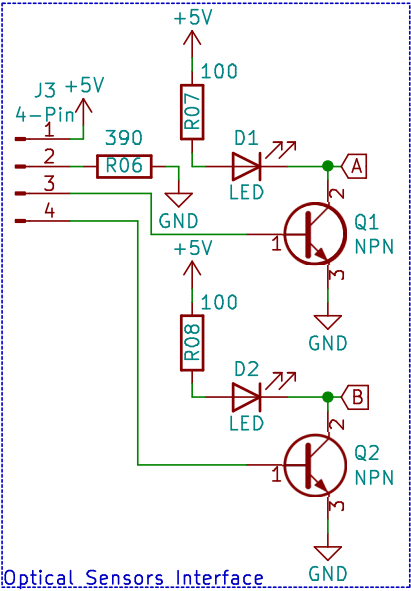 +5V
100
R07
J3 +5V
4-Pin
1
390
2
R06
3
4
GND
D1
LED
A
2
Q1
1
NPN
3
GND
+5V
100
R08
D2
LED
B
2
Q2
1
NPN
3
GND
Optical Sensors Interface